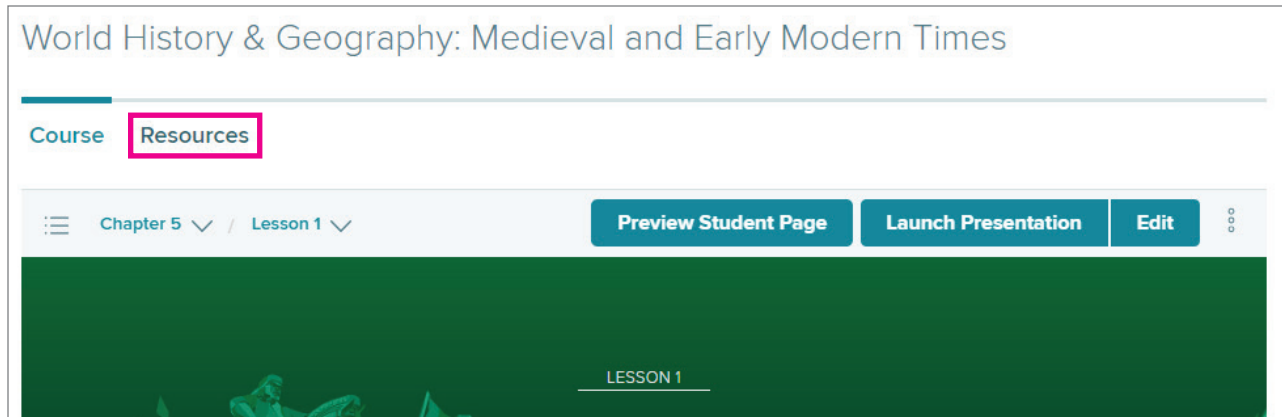 World History & Geography: Medieval and Early Modern Times
Course Resources
Chapter 5 / Lesson 1 Preview Student Page Launch Presentation Edit
LESSON 1